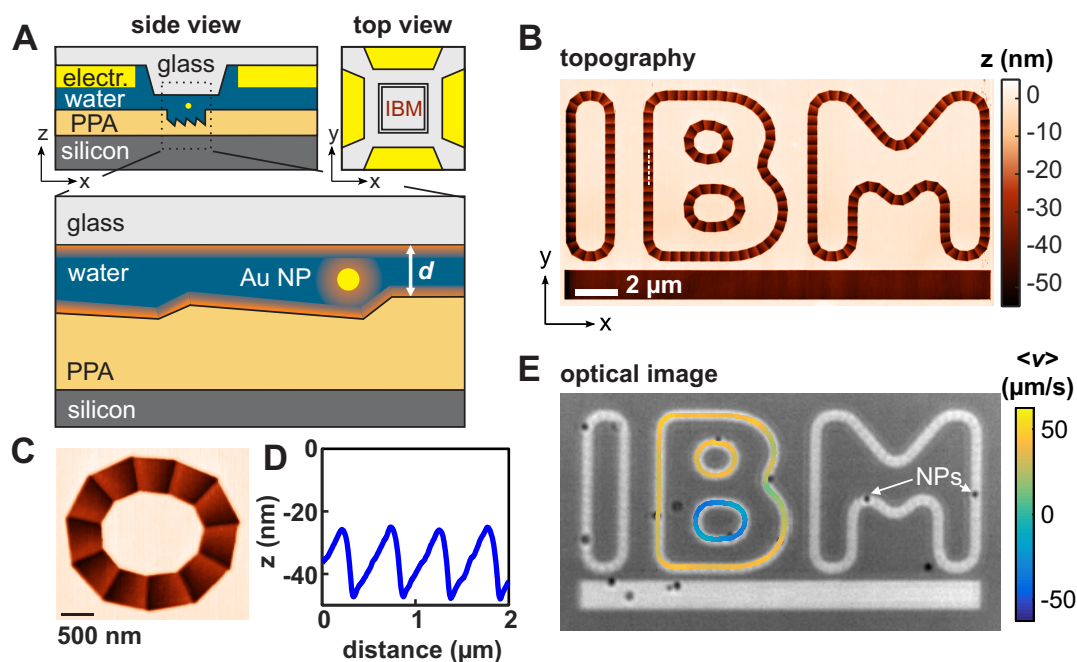 A
side view
top view
glass
electr.
water
PPA
silicon
z
x
IBM
y
x
glass
water
Au NP
d
PPA
silicon
B
topography
z (nm)
0
-10
-20
-30
-40
-50
2 µm
y
x
C
500 nm
D
0
-20
-40
z (nm)
0
1
2
distance (µm)
E
optical image
<v>
(µm/s)
50
0
-50
NPs